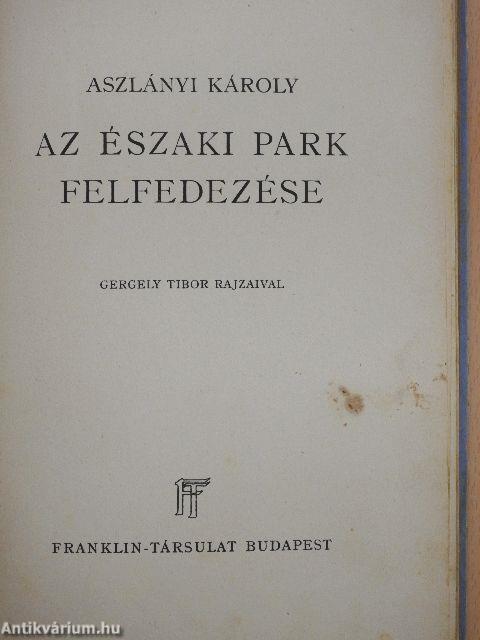 ASZLÁNYI KÁROLY
AZ ÉSZAKI PARK
FELFEDEZÉSE
GERGELY TIBOR RAJZAIVAL
FT
FRANKLIN-TÁRSULAT BUDAPEST
Antikvárium.hu